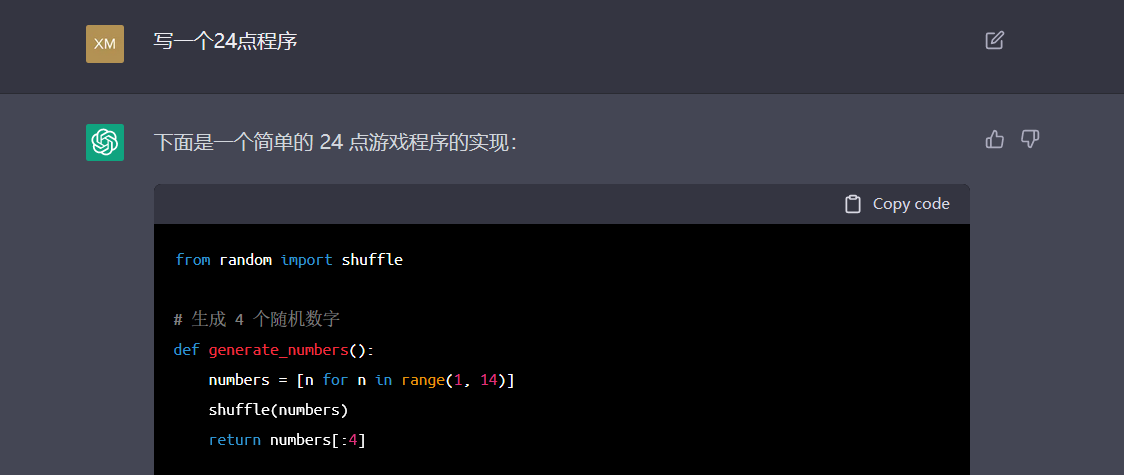 XM
写一个24点程序
下面是一个简单的 24 点游戏程序的实现：
Copy code
from random import shuffle
# 生成 4 个随机数字
def generate_numbers():
    numbers = [n for n in range(1, 14)]
    shuffle(numbers)
    return numbers[:4]